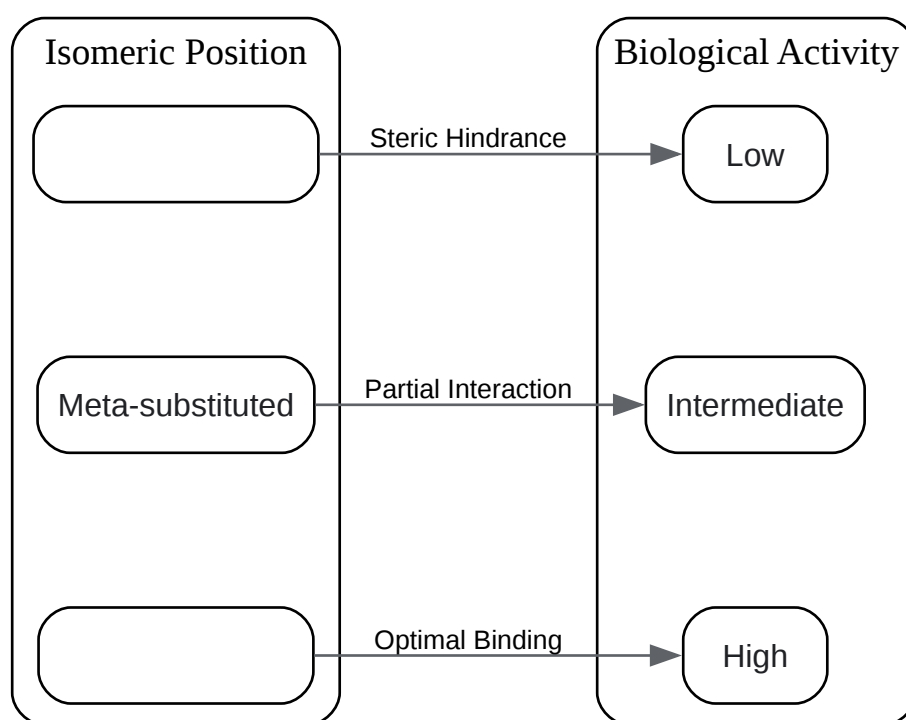 Isomeric Position
Biological Activity
Steric Hindrance
Low
Meta-substituted
Partial Interaction
Intermediate
Optimal Binding
High